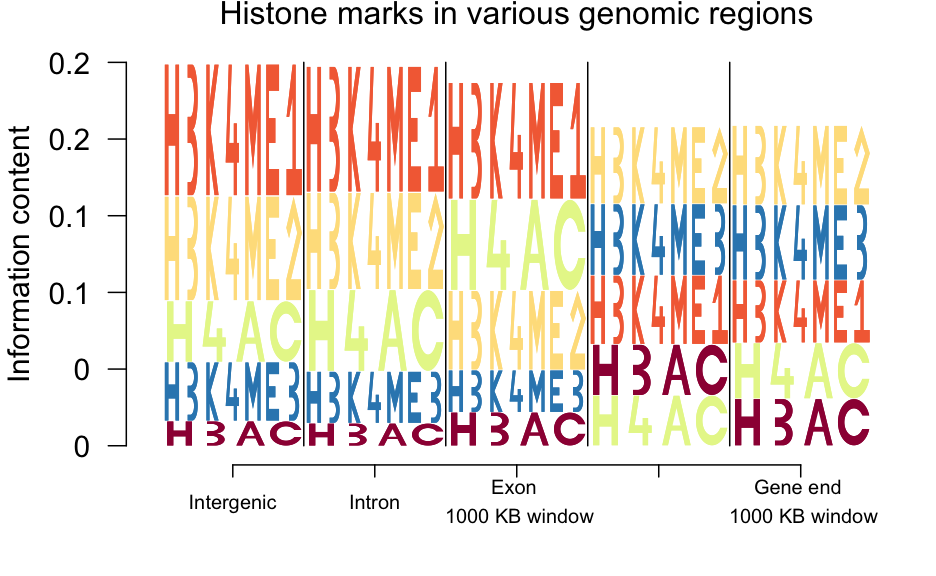 Histone marks in various genomic regions
Information content
0.2
0.2
0.1
0.1
0
0
H3K4ME1 H3K4ME1 H3K4ME1 H3K4ME2 H3K4ME2
H3K4ME2 H3K4ME2 H4AC H3K4ME3 H3K4ME3
H4AC H4AC H3K4ME2 H3K4ME1 H3K4ME1
H3K4ME3 H3K4ME3 H3K4ME3 H3AC H4AC
H3AC H3AC H3AC H4AC H3AC
Intergenic Intron Exon Gene end
1000 KB window 1000 KB window